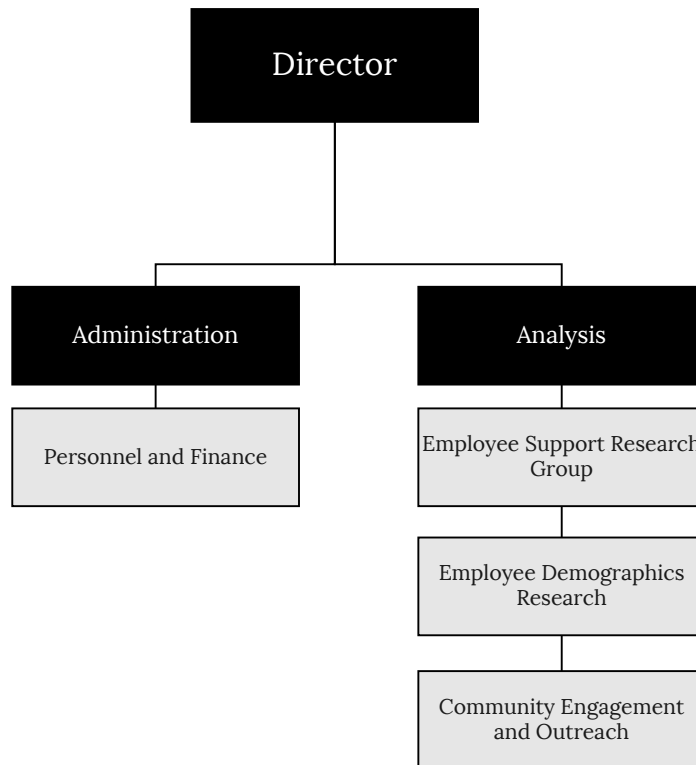 Director
Administration
Analysis
Personnel and Finance
Employee Support Research
Group
Employee Demographics
Research
Community Engagement
and Outreach